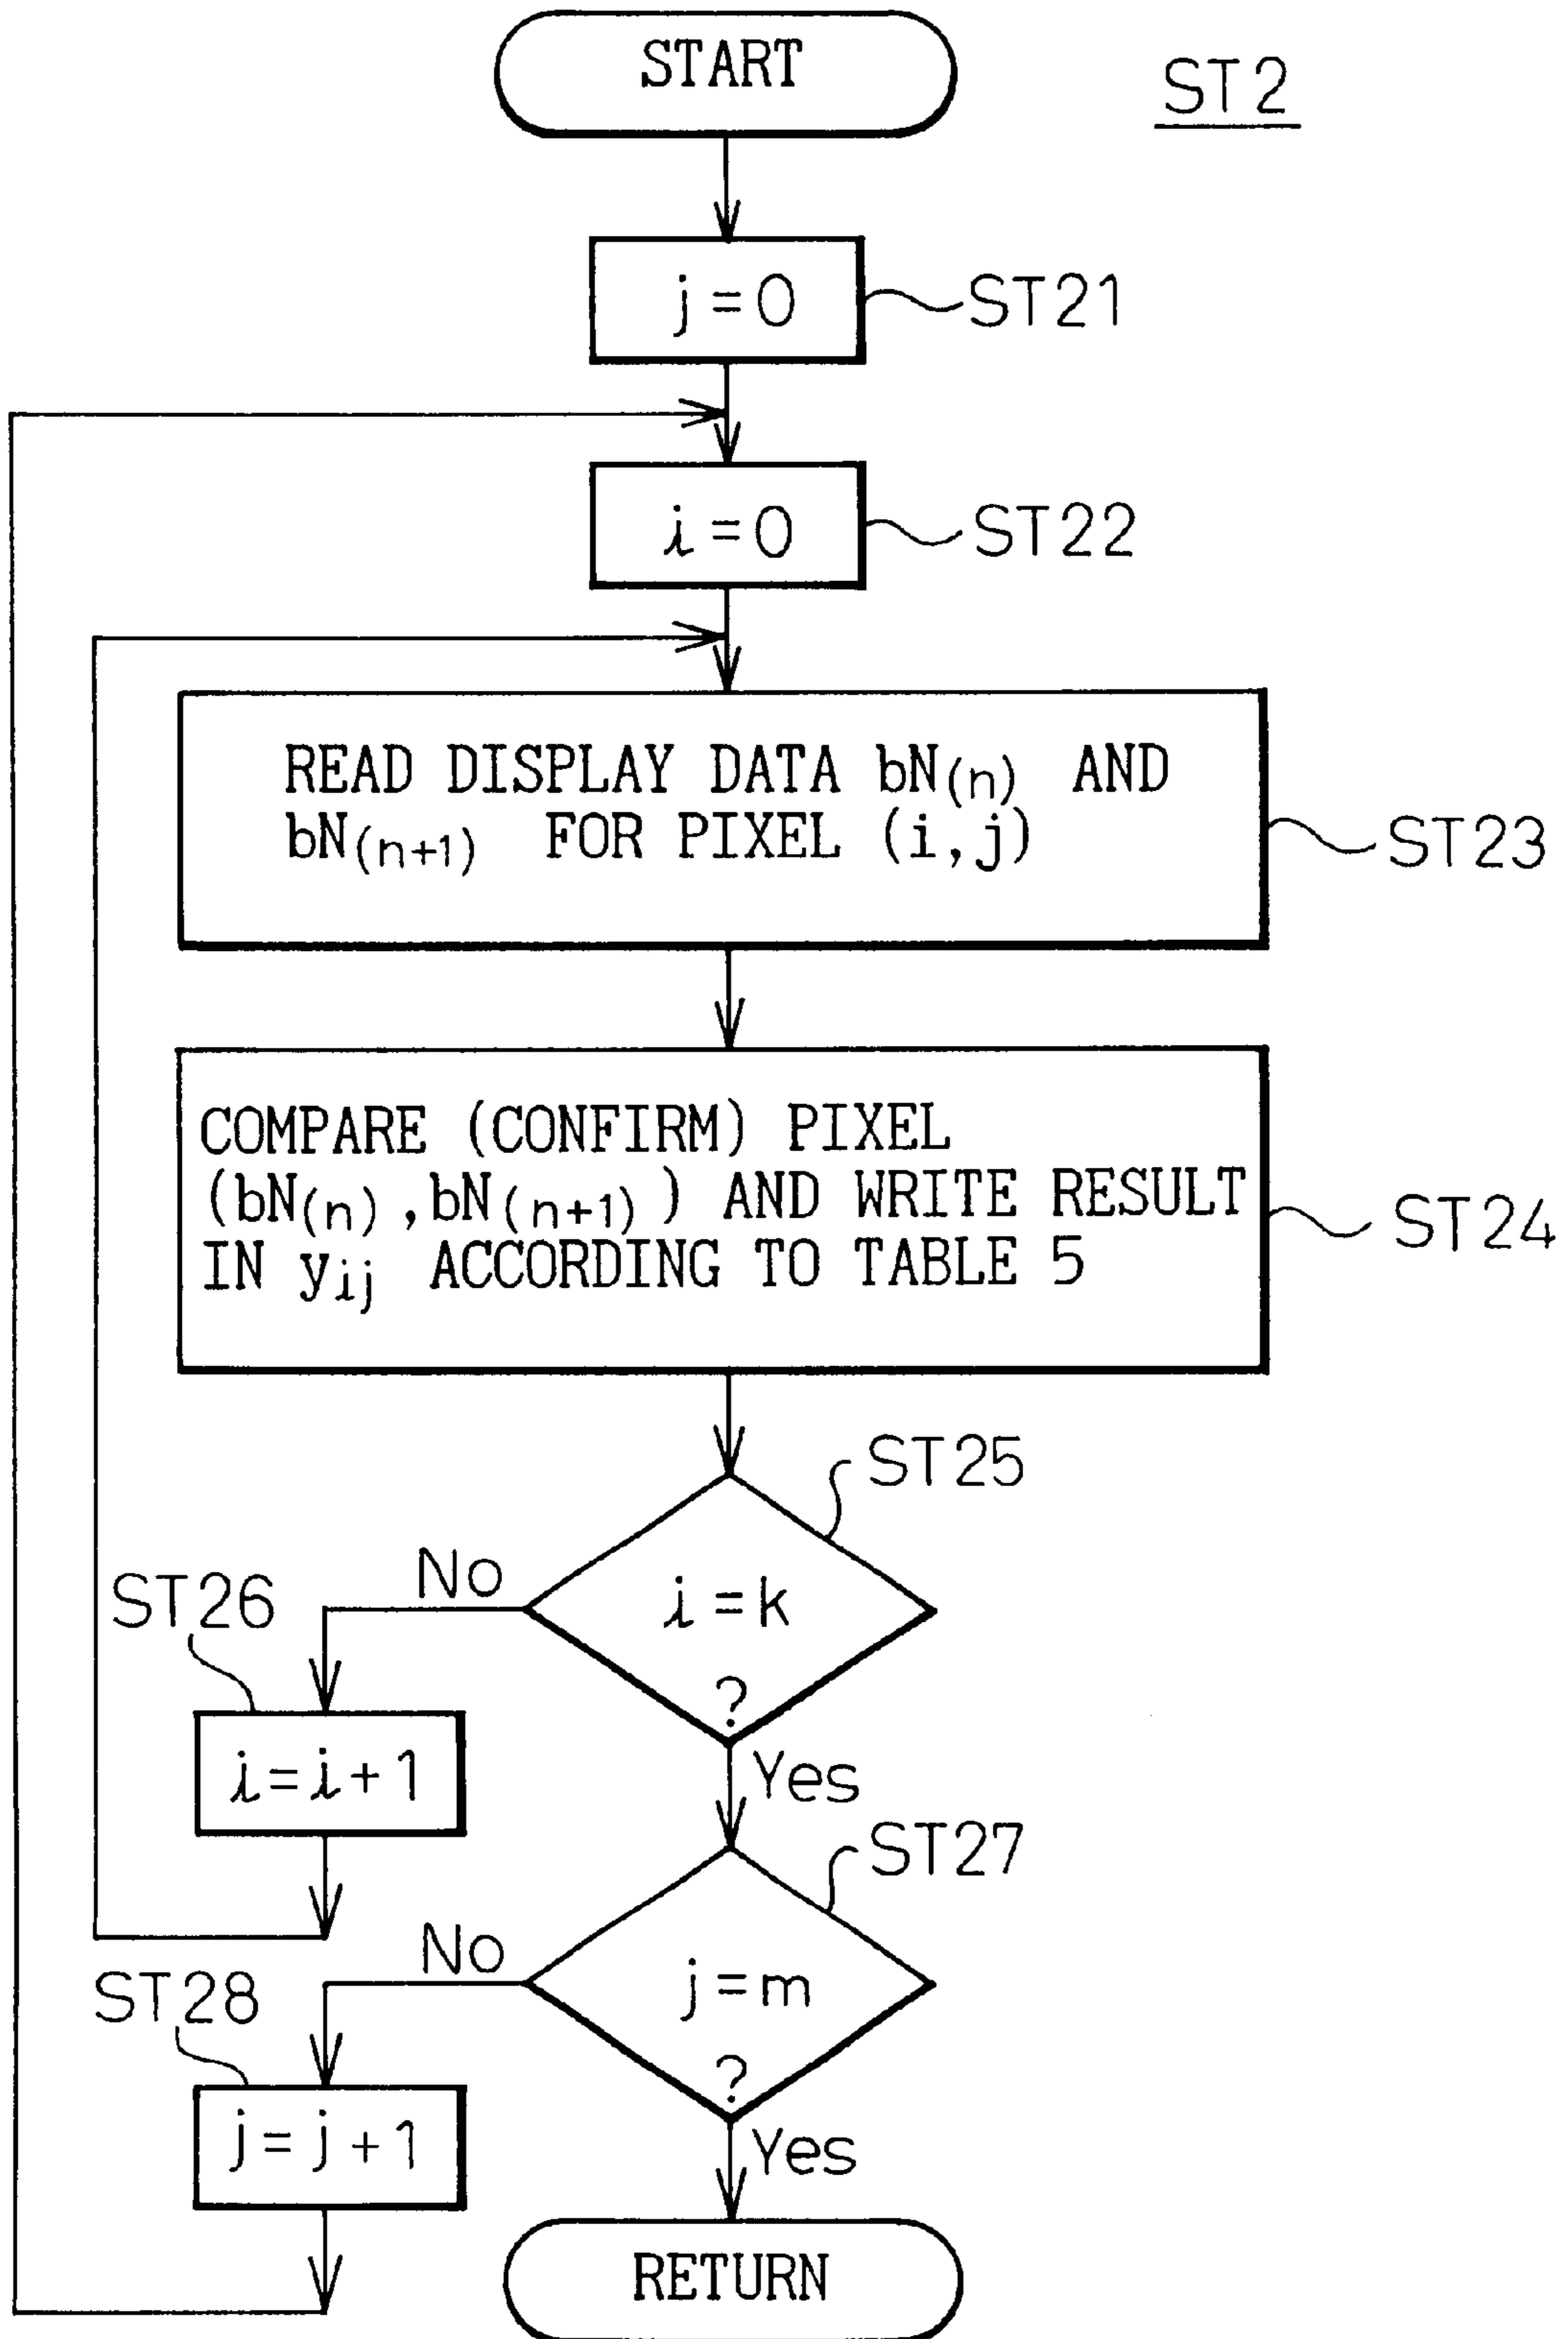 START
ST2
j=0
ST21
i=0
ST22
READ DISPLAY DATA bN(n) AND
bN(n+1) FOR PIXEL (i,j)
ST23
COMPARE (CONFIRM) PIXEL
(bN(n),bN(n+1)) AND WRITE RESULT
IN yij ACCORDING TO TABLE 5
ST24
ST25
i=k
?
No
ST26
i=i+1
Yes
ST27
j=m
?
No
ST28
j=j+1
Yes
RETURN